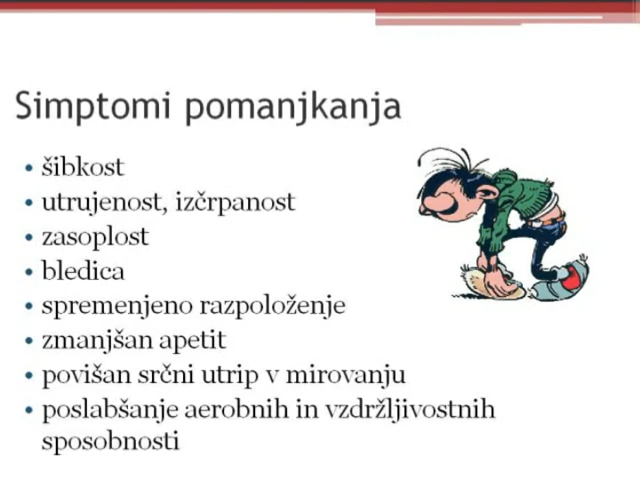 Simptomi pomanjkanja
• šibkost
• utrujenost, izčrpanost
• zasoplost
• bledica
• spremenjeno razpoloženje
• zmanjšan apetit
• povišan srčni utrip v mirovanju
• poslabšanje aerobnih in vzdržljivostnih
sposobnosti